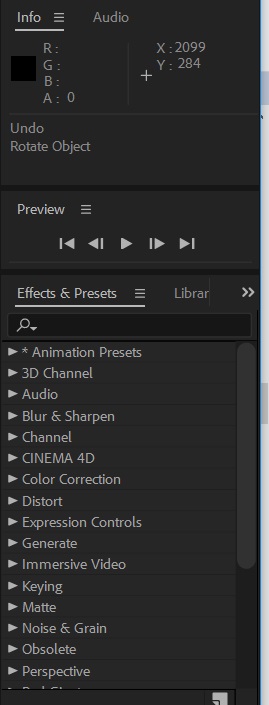 Info Audio
R : X : 2099
G : Y : 284
B :
A : 0
Undo
Rotate Object
Preview
Effects & Presets Librar
* Animation Presets
3D Channel
Audio
Blur & Sharpen
Channel
CINEMA 4D
Color Correction
Distort
Expression Controls
Generate
Immersive Video
Keying
Matte
Noise & Grain
Obsolete
Perspective